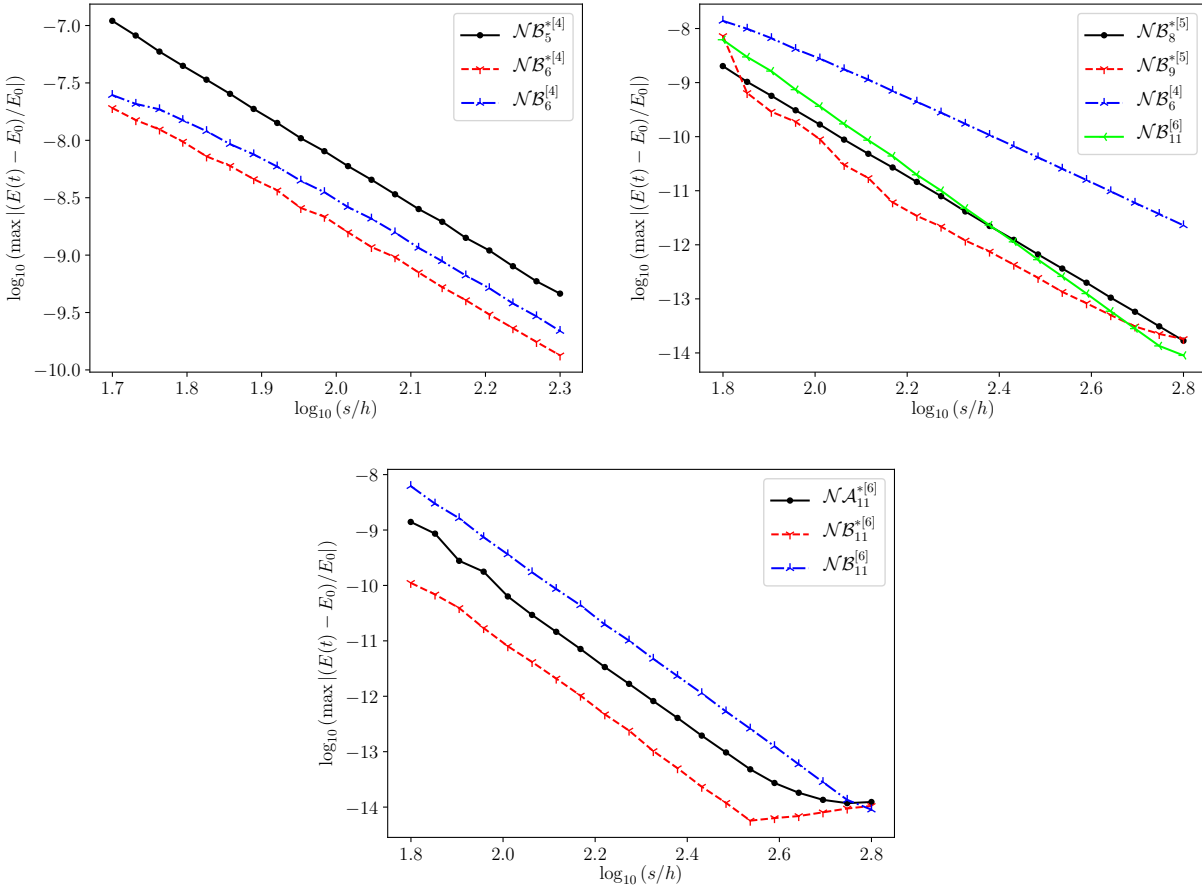 −7.0
−7.5
−8.0
−8.5
−9.0
−9.5
−10.0
log₁₀ (max |(E(t) − E₀)/E₀|)
1.7 1.8 1.9 2.0 2.1 2.2 2.3
log₁₀ (s/h)
𝒩ℬ₅*[4]
𝒩ℬ₆*[4]
𝒩ℬ₆[4]
−8
−9
−10
−11
−12
−13
−14
log₁₀ (max |(E(t) − E₀)/E₀|)
1.8 2.0 2.2 2.4 2.6 2.8
log₁₀ (s/h)
𝒩ℬ₈*[5]
𝒩ℬ₉*[5]
𝒩ℬ₆[4]
𝒩ℬ₁₁[6]
−8
−9
−10
−11
−12
−13
−14
log₁₀ (max |(E(t) − E₀)/E₀|)
1.8 2.0 2.2 2.4 2.6 2.8
log₁₀ (s/h)
𝒩𝒜₁₁*[6]
𝒩ℬ₁₁*[6]
𝒩ℬ₁₁[6]